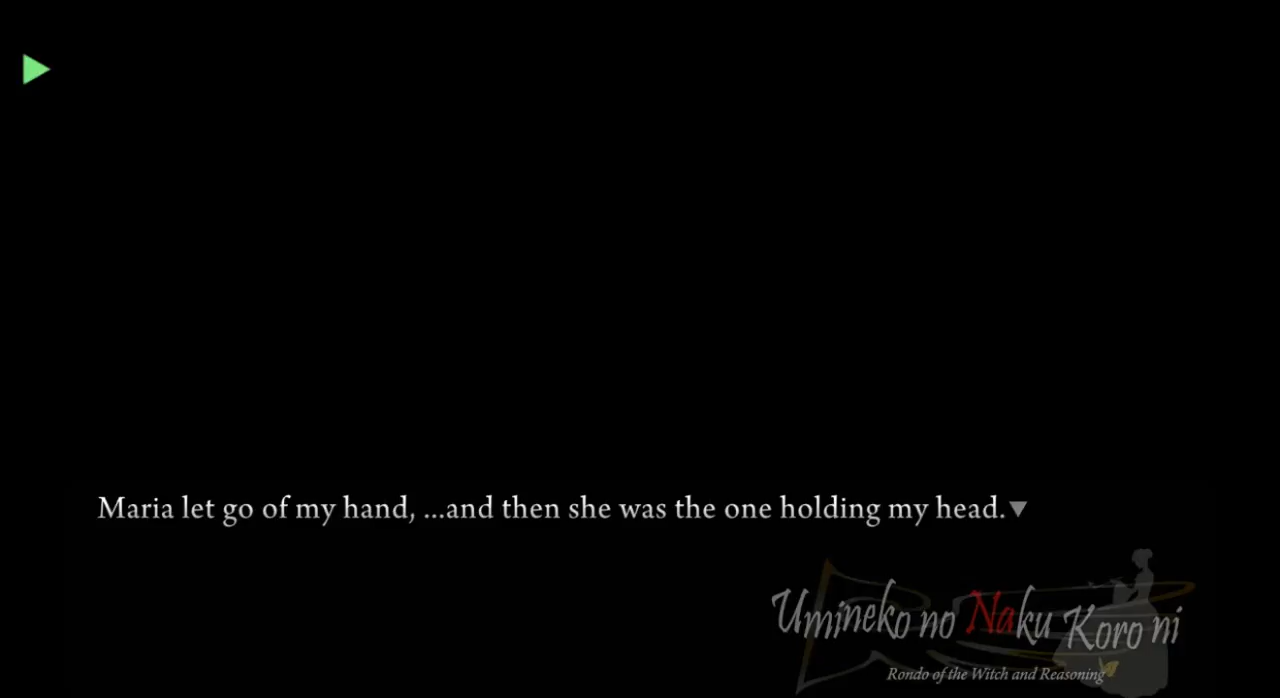 Maria let go of my hand, ...and then she was the one holding my head.
Umineko no Naku Koro ni
Rondo of the Witch and Reasoning